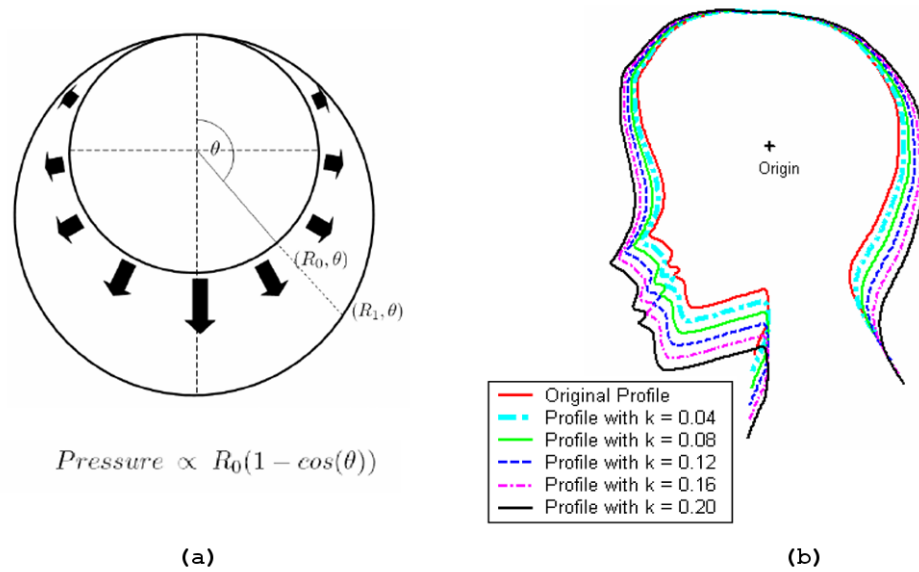 θ
(R₀, θ)
(R₁, θ)
Pressure ∝ R₀(1 − cos(θ))
(a)
Origin
Original Profile
Profile with k = 0.04
Profile with k = 0.08
Profile with k = 0.12
Profile with k = 0.16
Profile with k = 0.20
(b)